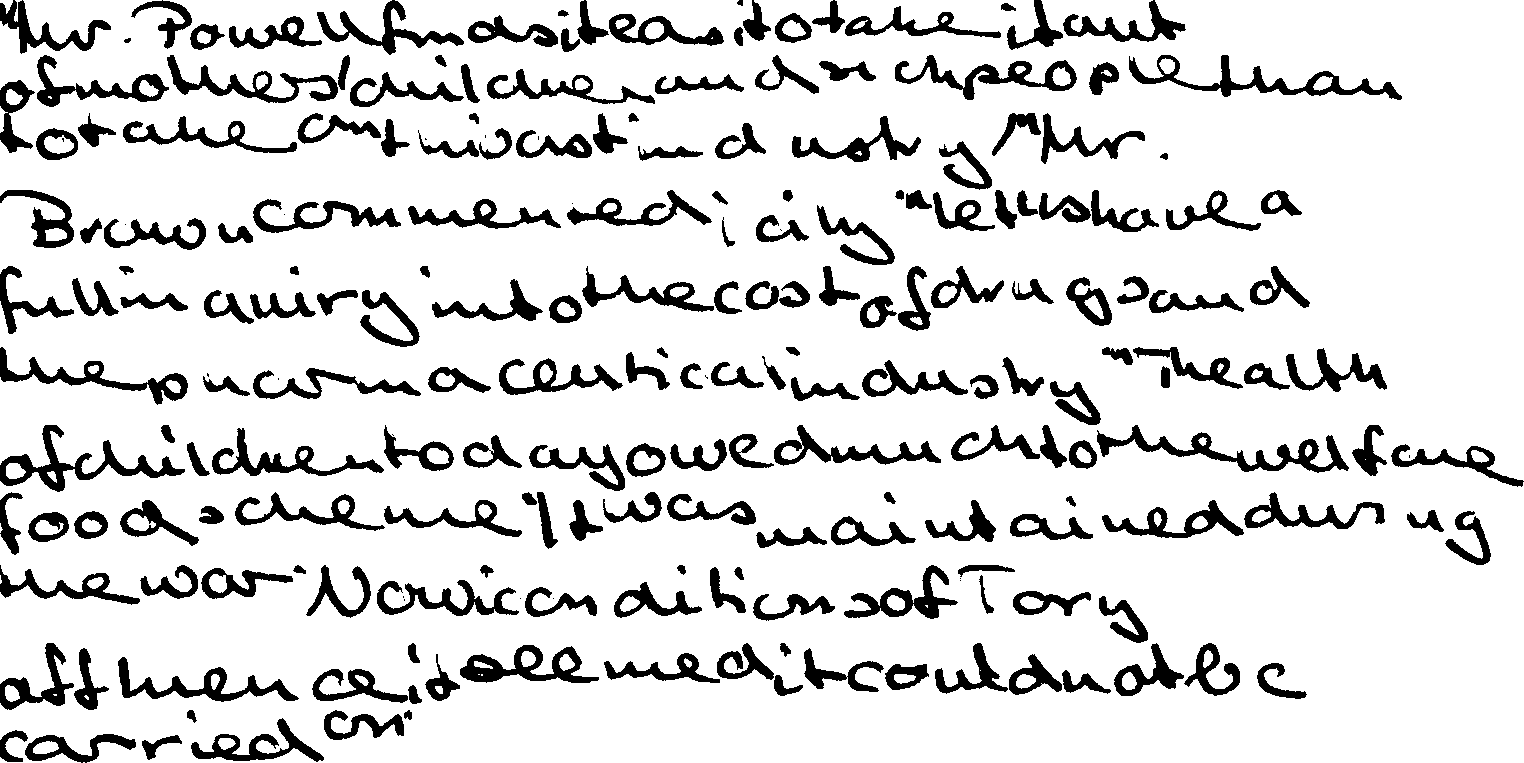 "Mr. Powell finds it easier to take it out
of mothers, children and sick people than
to take on this vast industry," Mr.
Brown commented icily. "Let us have a
full inquiry into the cost of drugs and
the pharmaceutical industry." The health
of children today owed much to the welfare
food scheme. It was maintained during
the war. Now in conditions of Tory
affluence it seemed it could not be
carried on.